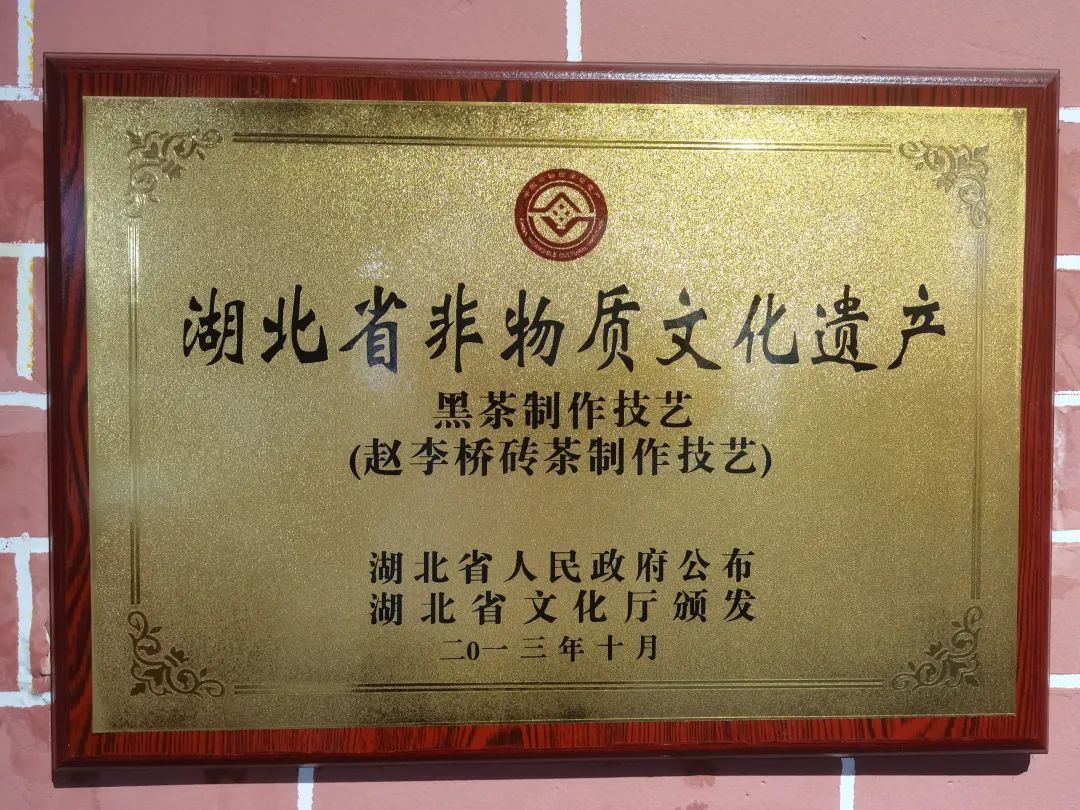 湖北省非物质文化遗产
黑茶制作技艺
(赵李桥砖茶制作技艺)
湖北省人民政府公布
湖北省文化厅颁发
二0一三年十月